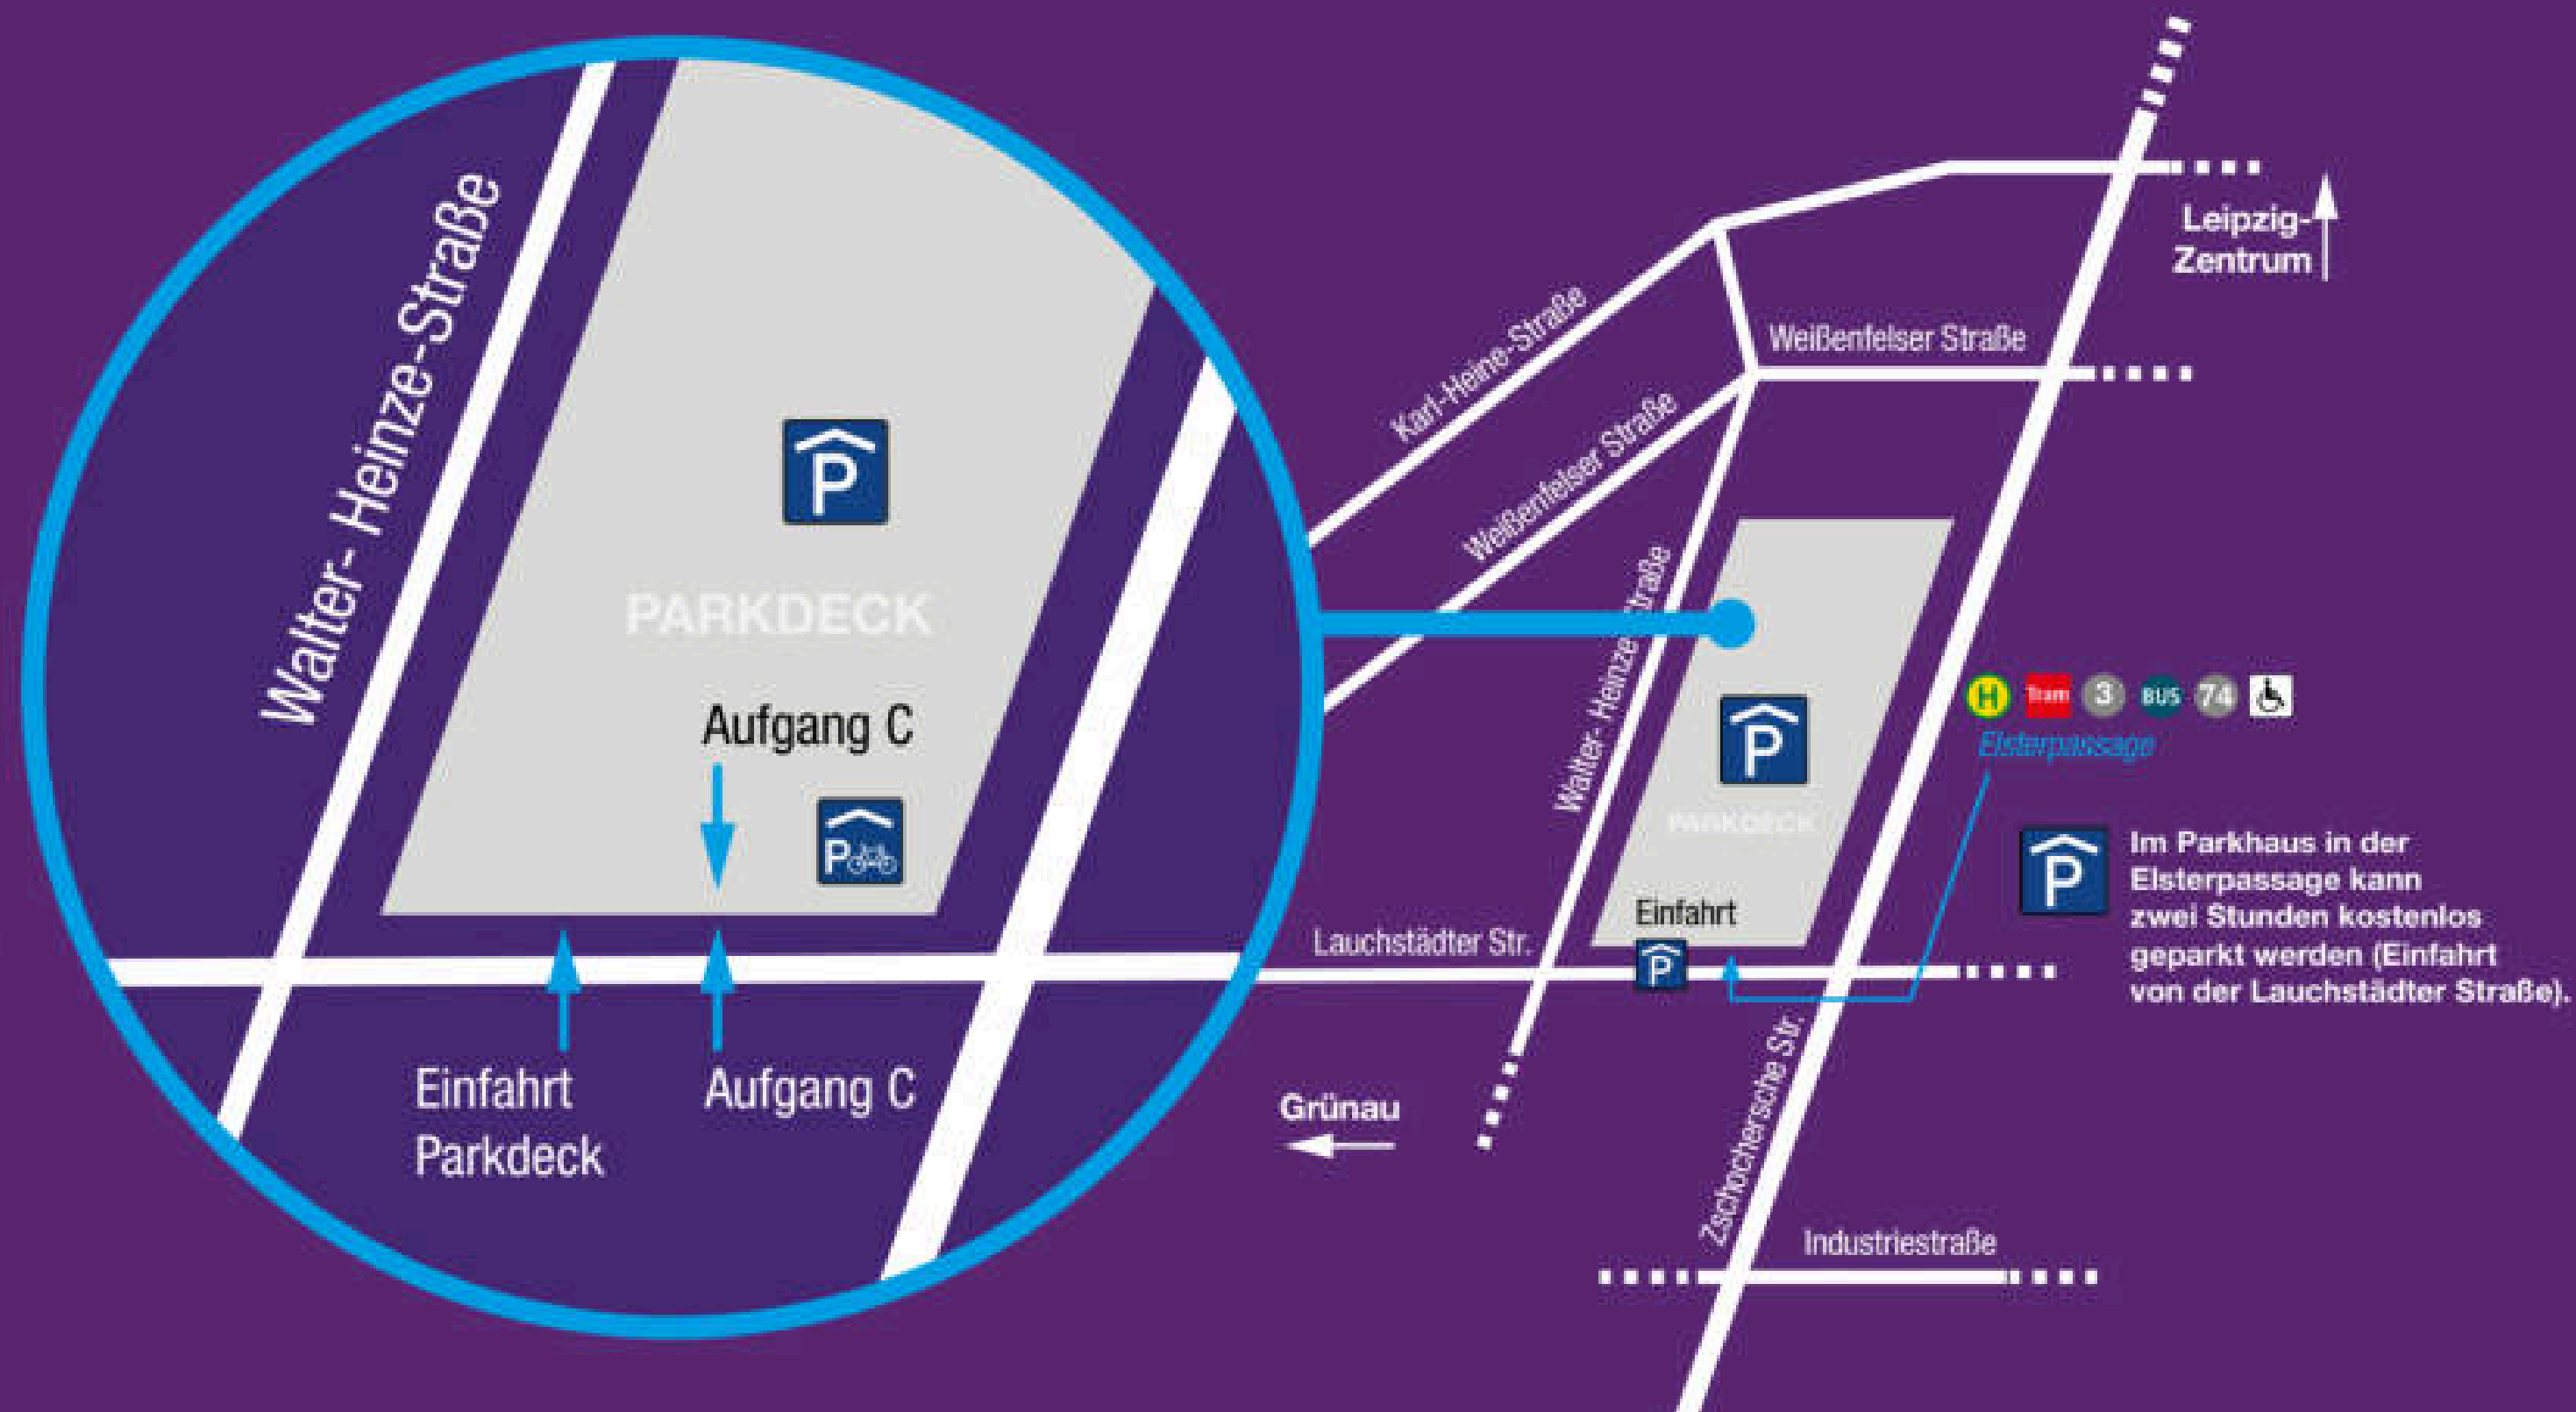 Walter- Heinze-Straße
P
PARKDECK
Aufgang C
P
Einfahrt
Parkdeck
Aufgang C
Leipzig-
Zentrum
Karl-Heine-Straße
Weißenfelser Straße
Weißenfelser Straße
Walter- Heinze Straße
H Tram 3 BUS 74
Elsterpassage
P
PARKDECK
Einfahrt
P
Lauchstädter Str.
P
Im Parkhaus in der
Elsterpassage kann
zwei Stunden kostenlos
geparkt werden (Einfahrt
von der Lauchstädter Straße).
Grünau
Zschochersche Str.
Industriestraße